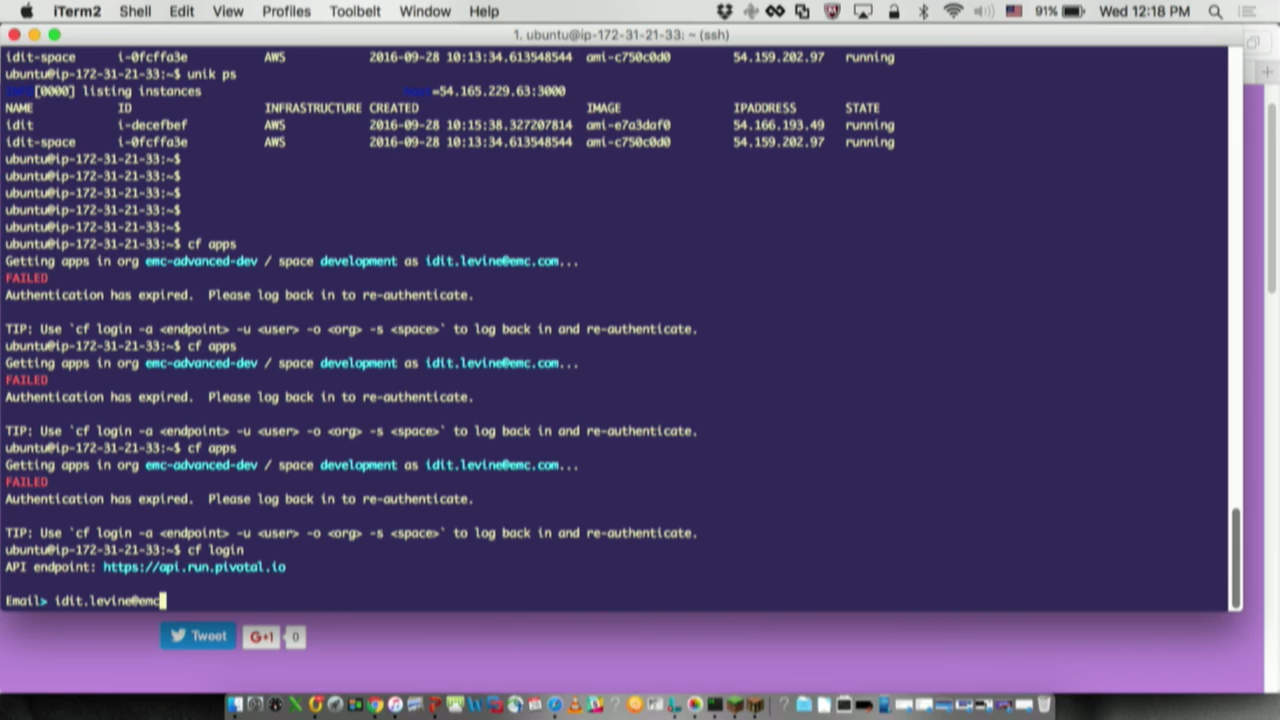 iTerm2 Shell Edit View Profiles Toolbelt Window Help 91% Wed 12:18 PM
1. ubuntu@ip-172-31-21-33: ~ (ssh)
idit-space i-0fcffa3e AWS 2016-09-28 10:13:34.613548544 ami-c750c0d0 54.159.202.97 running
ubuntu@ip-172-31-21-33:~$ unik ps
[0000] listing instances =54.165.229.63:3000
NAME ID INFRASTRUCTURE CREATED IMAGE IPADDRESS STATE
idit i-decefbef AWS 2016-09-28 10:15:38.327207814 ami-e7a3daf0 54.166.193.49 running
idit-space i-0fcffa3e AWS 2016-09-28 10:13:34.613548544 ami-c750c0d0 54.159.202.97 running
ubuntu@ip-172-31-21-33:~$
ubuntu@ip-172-31-21-33:~$
ubuntu@ip-172-31-21-33:~$
ubuntu@ip-172-31-21-33:~$
ubuntu@ip-172-31-21-33:~$
ubuntu@ip-172-31-21-33:~$ cf apps
Getting apps in org emc-advanced-dev / space development as idit.levine@emc.com...
FAILED
Authentication has expired. Please log back in to re-authenticate.
TIP: Use `cf login -a <endpoint> -u <user> -o <org> -s <space>` to log back in and re-authenticate.
ubuntu@ip-172-31-21-33:~$ cf apps
Getting apps in org emc-advanced-dev / space development as idit.levine@emc.com...
FAILED
Authentication has expired. Please log back in to re-authenticate.
TIP: Use `cf login -a <endpoint> -u <user> -o <org> -s <space>` to log back in and re-authenticate.
ubuntu@ip-172-31-21-33:~$ cf apps
Getting apps in org emc-advanced-dev / space development as idit.levine@emc.com...
FAILED
Authentication has expired. Please log back in to re-authenticate.
TIP: Use `cf login -a <endpoint> -u <user> -o <org> -s <space>` to log back in and re-authenticate.
ubuntu@ip-172-31-21-33:~$ cf login
API endpoint: https://api.run.pivotal.io
Email> idit.levine@emc
Tweet G+1 0